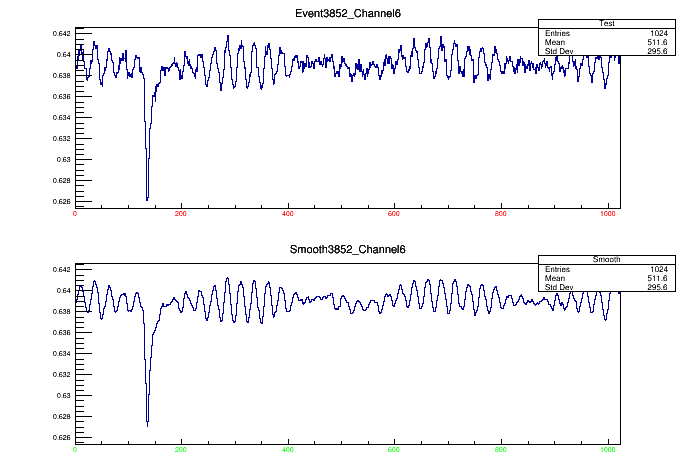 Event3852_Channel6
Test
Entries 1024
Mean 511.6
Std Dev 295.6
0.642
0.64
0.638
0.636
0.634
0.632
0.63
0.628
0.626
0 200 400 600 800 1000
Smooth3852_Channel6
Smooth
Entries 1024
Mean 511.6
Std Dev 295.6
0.642
0.64
0.638
0.636
0.634
0.632
0.63
0.628
0.626
0 200 400 600 800 1000